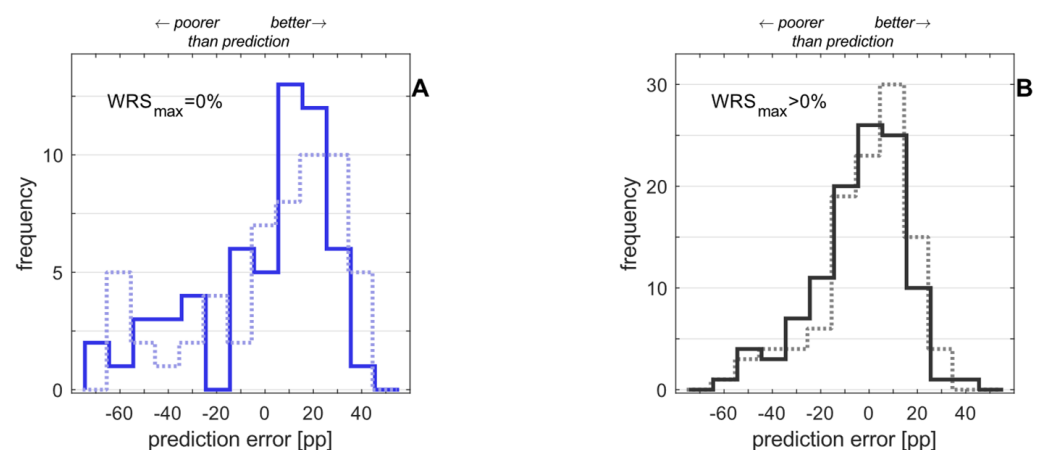 ← poorer better→
than prediction
A
WRSmax=0%
10
5
0
frequency
-60 -40 -20 0 20 40
prediction error [pp]
← poorer better→
than prediction
B
WRSmax>0%
30
20
10
0
frequency
-60 -40 -20 0 20 40
prediction error [pp]